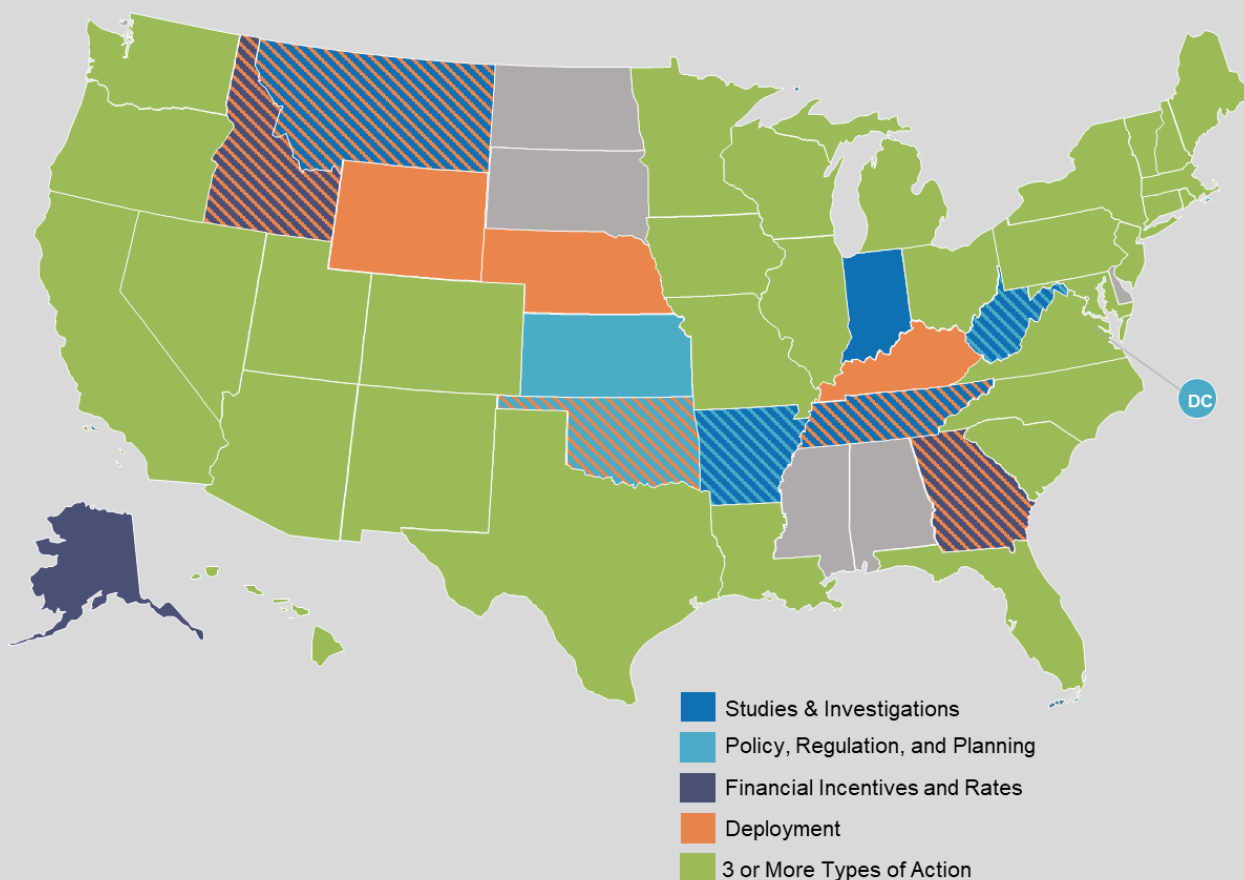 DC
Studies & Investigations
Policy, Regulation, and Planning
Financial Incentives and Rates
Deployment
3 or More Types of Action